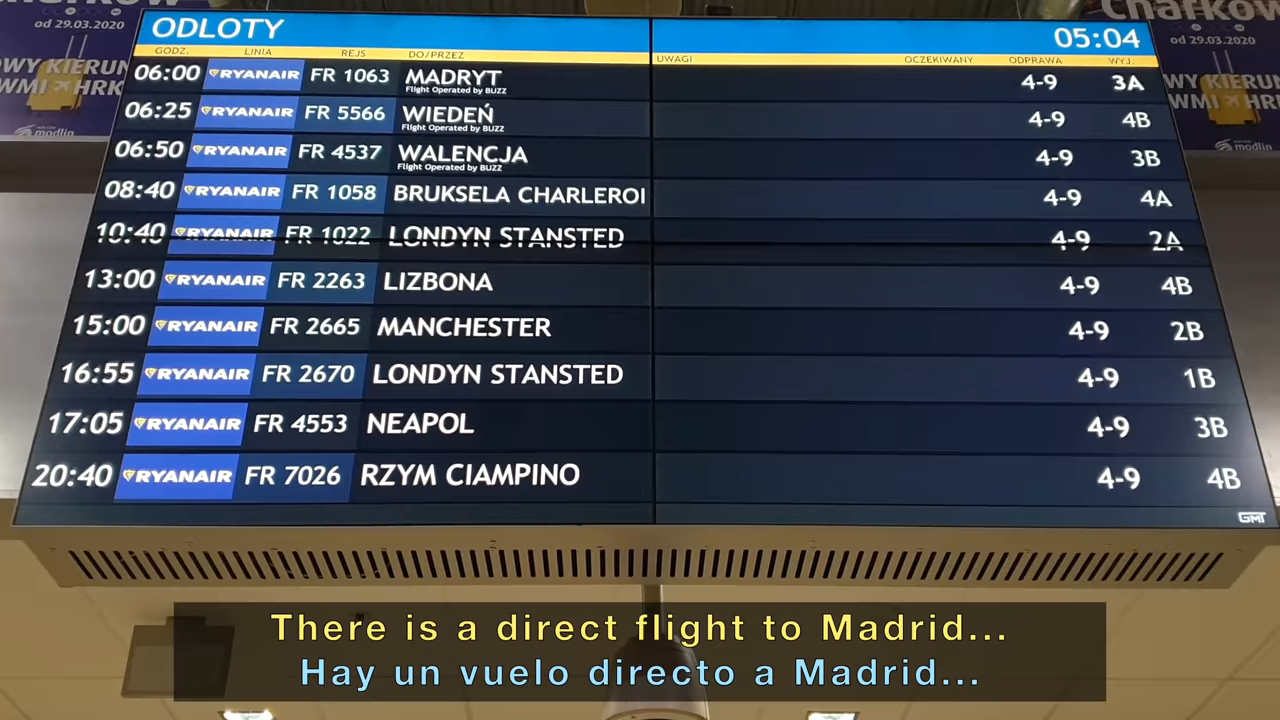 Charkow
od 29.03.2020
WMI HRK
modlin
ODLOTY 05:04
GODZ. LINIA REJS DO/PRZEZ UWAGI OCZEKIWANY ODPRAWA WYJ.
06:00 RYANAIR FR 1063 MADRYT 4-9 3A
Flight Operated by BUZZ
06:25 RYANAIR FR 5566 WIEDEŃ 4-9 4B
Flight Operated by BUZZ
06:50 RYANAIR FR 4537 WALENCJA 4-9 3B
Flight Operated by BUZZ
08:40 RYANAIR FR 1058 BRUKSELA CHARLEROI 4-9 4A
10:40 RYANAIR FR 1022 LONDYN STANSTED 4-9 2A
13:00 RYANAIR FR 2263 LIZBONA 4-9 4B
15:00 RYANAIR FR 2665 MANCHESTER 4-9 2B
16:55 RYANAIR FR 2670 LONDYN STANSTED 4-9 1B
17:05 RYANAIR FR 4553 NEAPOL 4-9 3B
20:40 RYANAIR FR 7026 RZYM CIAMPINO 4-9 4B
GMT
od 29.03.2020
KIERUN
WMI HRK
modlin
There is a direct flight to Madrid...
Hay un vuelo directo a Madrid...